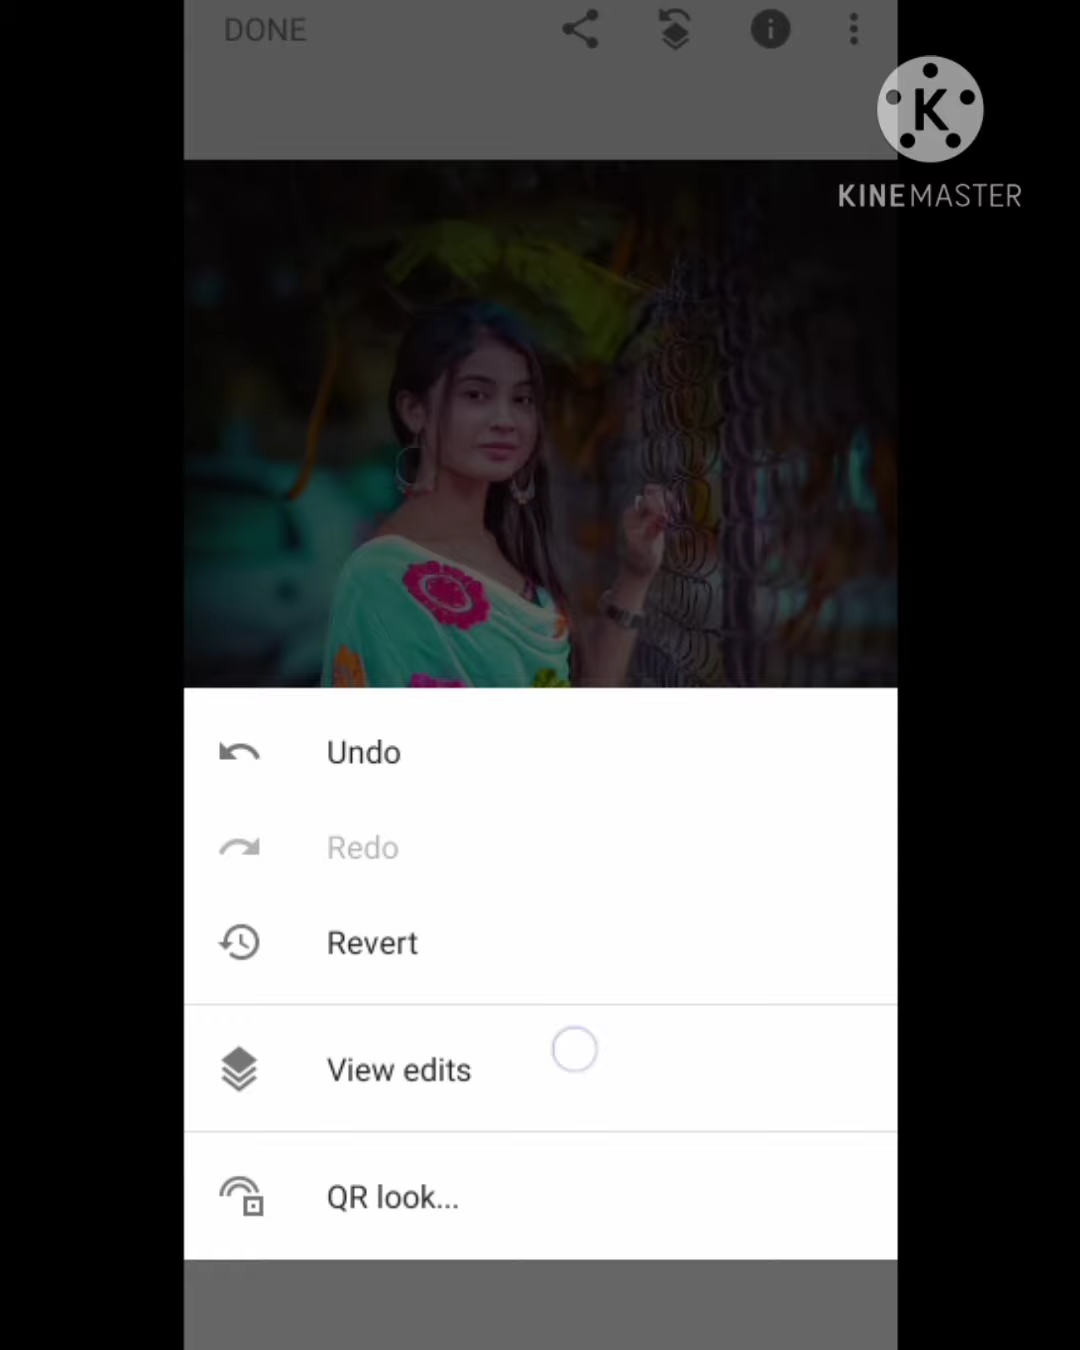 DONE
KINEMASTER
Undo
Redo
Revert
View edits
QR look...